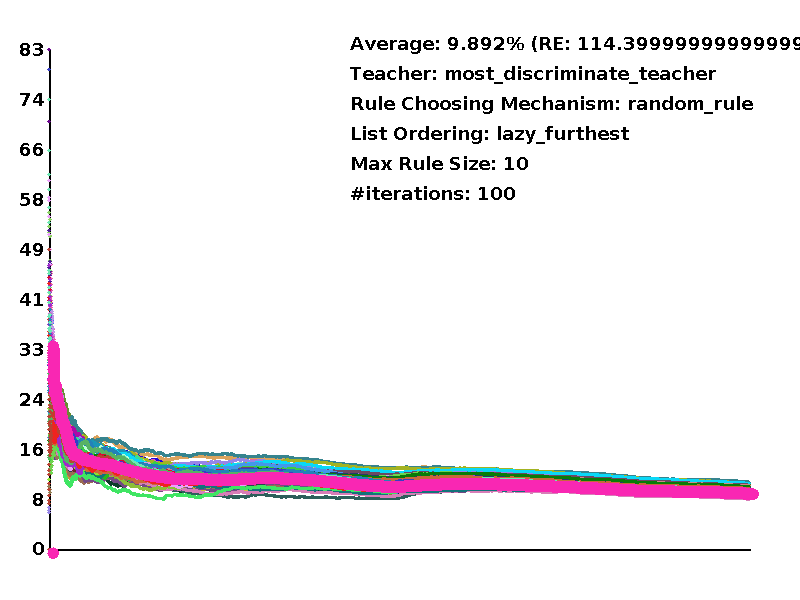 Average: 9.892% (RE: 114.39999999999999
Teacher: most_discriminate_teacher
Rule Choosing Mechanism: random_rule
List Ordering: lazy_furthest
Max Rule Size: 10
#iterations: 100
83
74
66
58
49
41
33
24
16
8
0